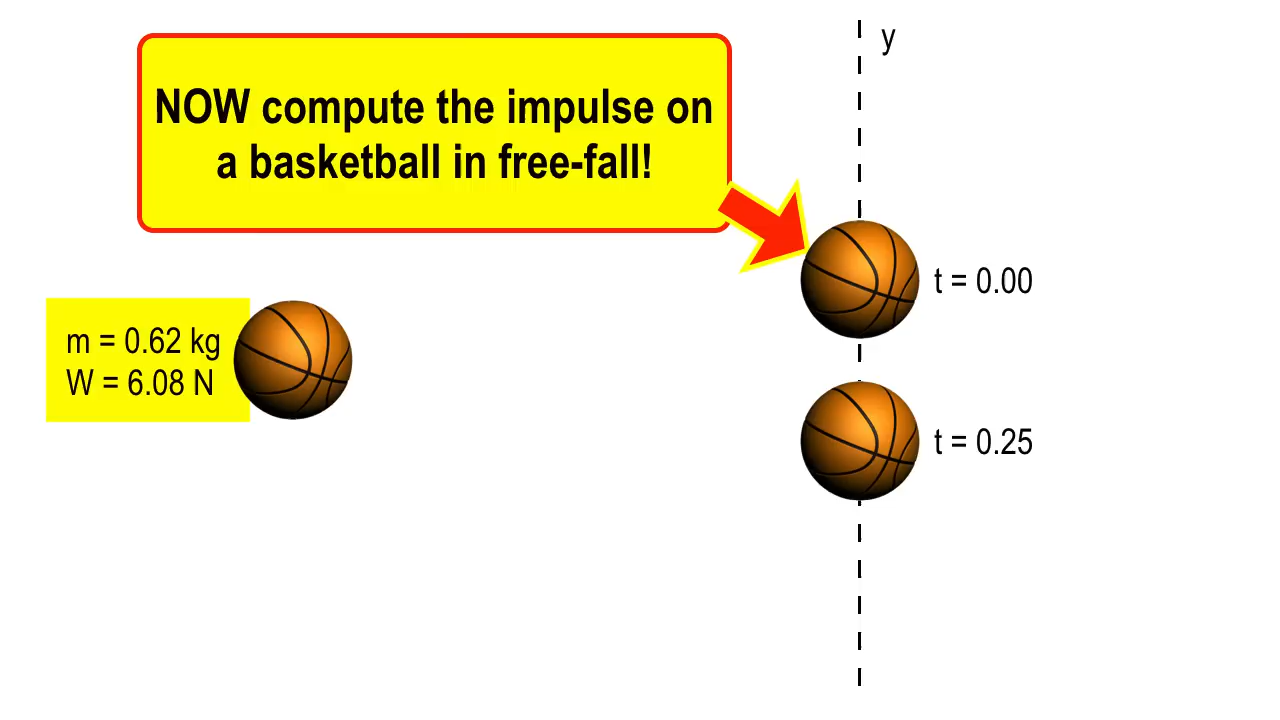 NOW compute the impulse on
a basketball in free-fall!
y
t = 0.00
m = 0.62 kg
W = 6.08 N
t = 0.25